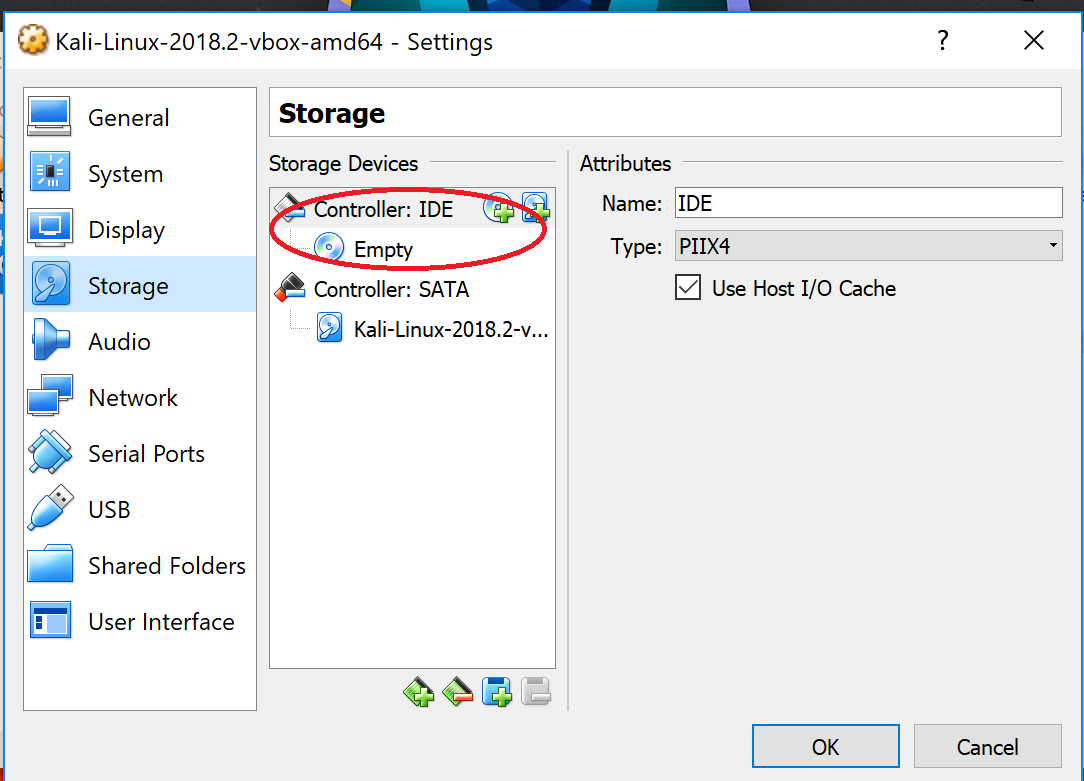 Kali-Linux-2018.2-vbox-amd64 - Settings
?
General
System
Display
Storage
Audio
Network
Serial Ports
USB
Shared Folders
User Interface
Storage
Storage Devices
Controller: IDE
Empty
Controller: SATA
Kali-Linux-2018.2-v...
Attributes
Name: IDE
Type: PIIX4
Use Host I/O Cache
OK
Cancel